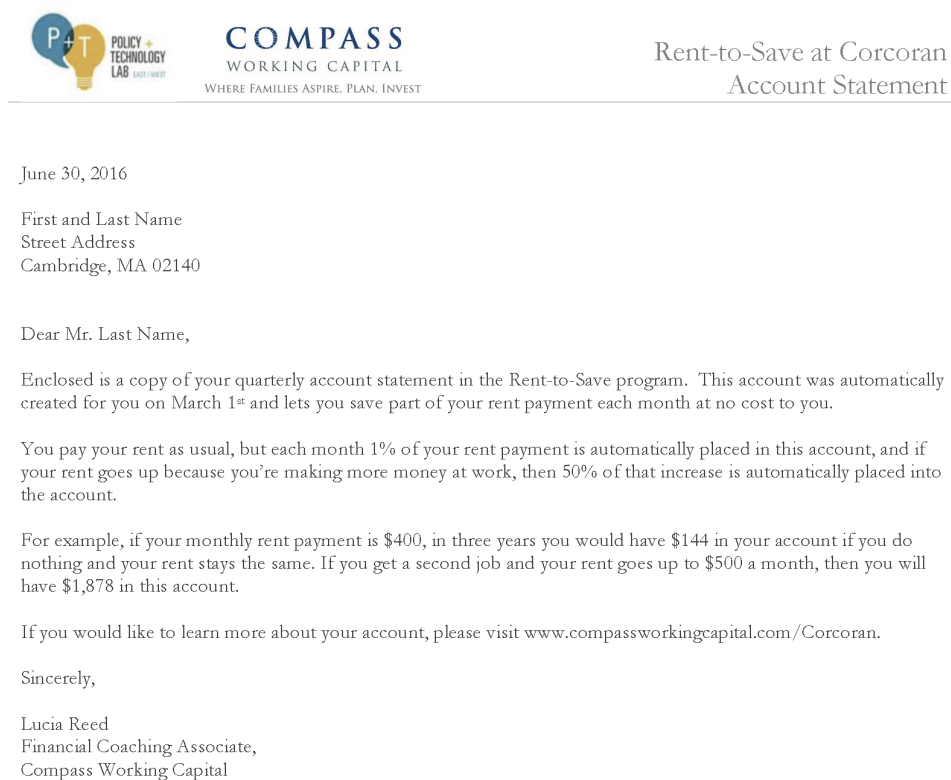 P+T
POLICY +
TECHNOLOGY
LAB EAST / WEST
COMPASS
WORKING CAPITAL
WHERE FAMILIES ASPIRE, PLAN, INVEST
Rent-to-Save at Corcoran
Account Statement
June 30, 2016
First and Last Name
Street Address
Cambridge, MA 02140
Dear Mr. Last Name,
Enclosed is a copy of your quarterly account statement in the Rent-to-Save program. This account was automatically
created for you on March 1st and lets you save part of your rent payment each month at no cost to you.
You pay your rent as usual, but each month 1% of your rent payment is automatically placed in this account, and if
your rent goes up because you're making more money at work, then 50% of that increase is automatically placed into
the account.
For example, if your monthly rent payment is $400, in three years you would have $144 in your account if you do
nothing and your rent stays the same. If you get a second job and your rent goes up to $500 a month, then you will
have $1,878 in this account.
If you would like to learn more about your account, please visit www.compassworkingcapital.com/Corcoran.
Sincerely,
Lucia Reed
Financial Coaching Associate,
Compass Working Capital